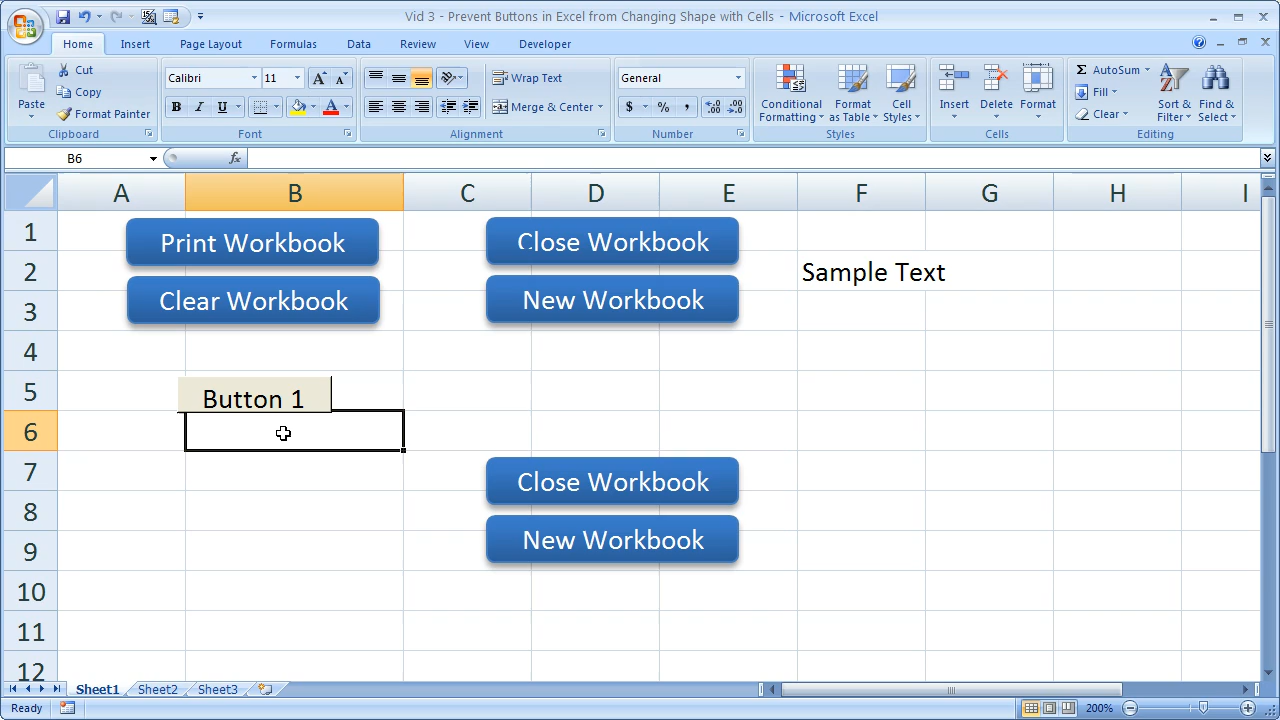 Vid 3 - Prevent Buttons in Excel from Changing Shape with Cells - Microsoft Excel
Home Insert Page Layout Formulas Data Review View Developer
Paste Cut Copy Format Painter Clipboard
Calibri 11 A A B I U A Font
Wrap Text Merge & Center Alignment
General $ % , .0 .00 .00 .0 Number
Conditional Formatting Format as Table Cell Styles Styles
Insert Delete Format Cells
Σ AutoSum Fill Clear Sort & Filter Find & Select Editing
B6 fx
A B C D E F G H I
1 Print Workbook Close Workbook
2 Sample Text
3 Clear Workbook New Workbook
4
5 Button 1
6
7 Close Workbook
8
9 New Workbook
10
11
12
Sheet1 Sheet2 Sheet3
Ready 200%